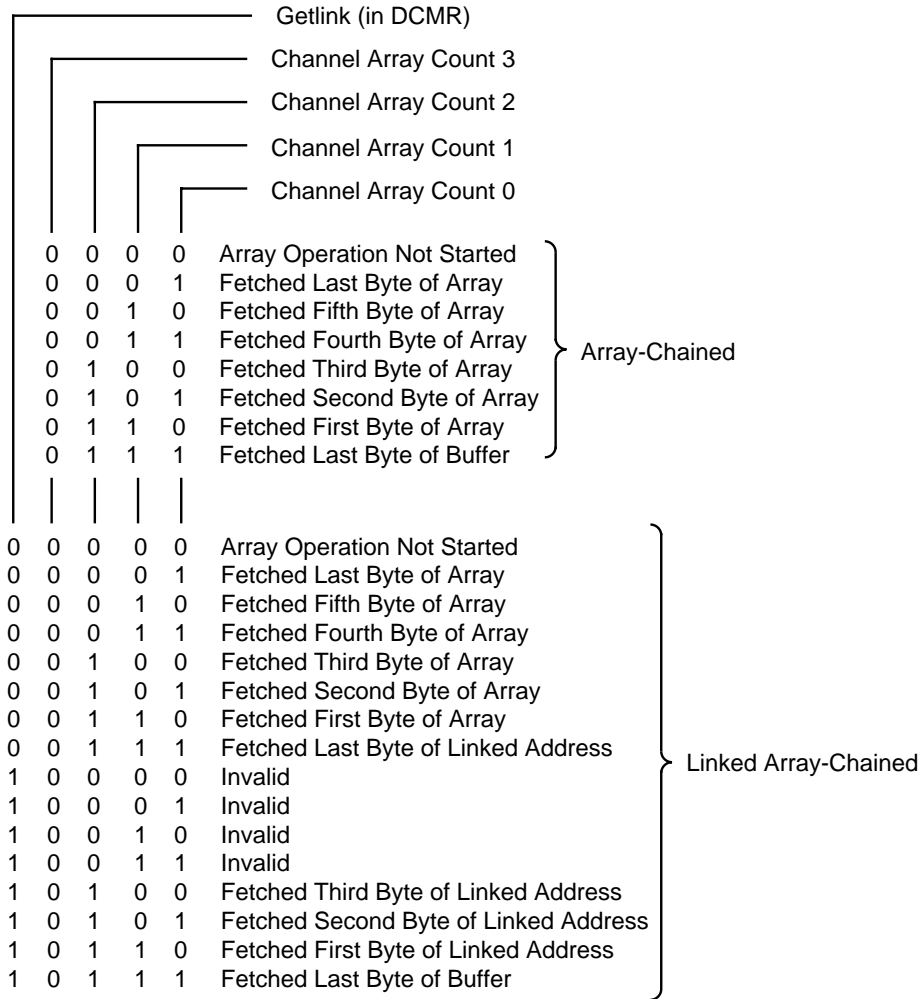 Getlink (in DCMR)
Channel Array Count 3
Channel Array Count 2
Channel Array Count 1
Channel Array Count 0
0 0 0 0 Array Operation Not Started
0 0 0 1 Fetched Last Byte of Array
0 0 1 0 Fetched Fifth Byte of Array
0 0 1 1 Fetched Fourth Byte of Array
0 1 0 0 Fetched Third Byte of Array
0 1 0 1 Fetched Second Byte of Array
0 1 1 0 Fetched First Byte of Array
0 1 1 1 Fetched Last Byte of Buffer
Array-Chained
0 0 0 0 0 Array Operation Not Started
0 0 0 0 1 Fetched Last Byte of Array
0 0 0 1 0 Fetched Fifth Byte of Array
0 0 0 1 1 Fetched Fourth Byte of Array
0 0 1 0 0 Fetched Third Byte of Array
0 0 1 0 1 Fetched Second Byte of Array
0 0 1 1 0 Fetched First Byte of Array
0 0 1 1 1 Fetched Last Byte of Linked Address
1 0 0 0 0 Invalid
1 0 0 0 1 Invalid
1 0 0 1 0 Invalid
1 0 0 1 1 Invalid
1 0 1 0 0 Fetched Third Byte of Linked Address
1 0 1 0 1 Fetched Second Byte of Linked Address
1 0 1 1 0 Fetched First Byte of Linked Address
1 0 1 1 1 Fetched Last Byte of Buffer
Linked Array-Chained